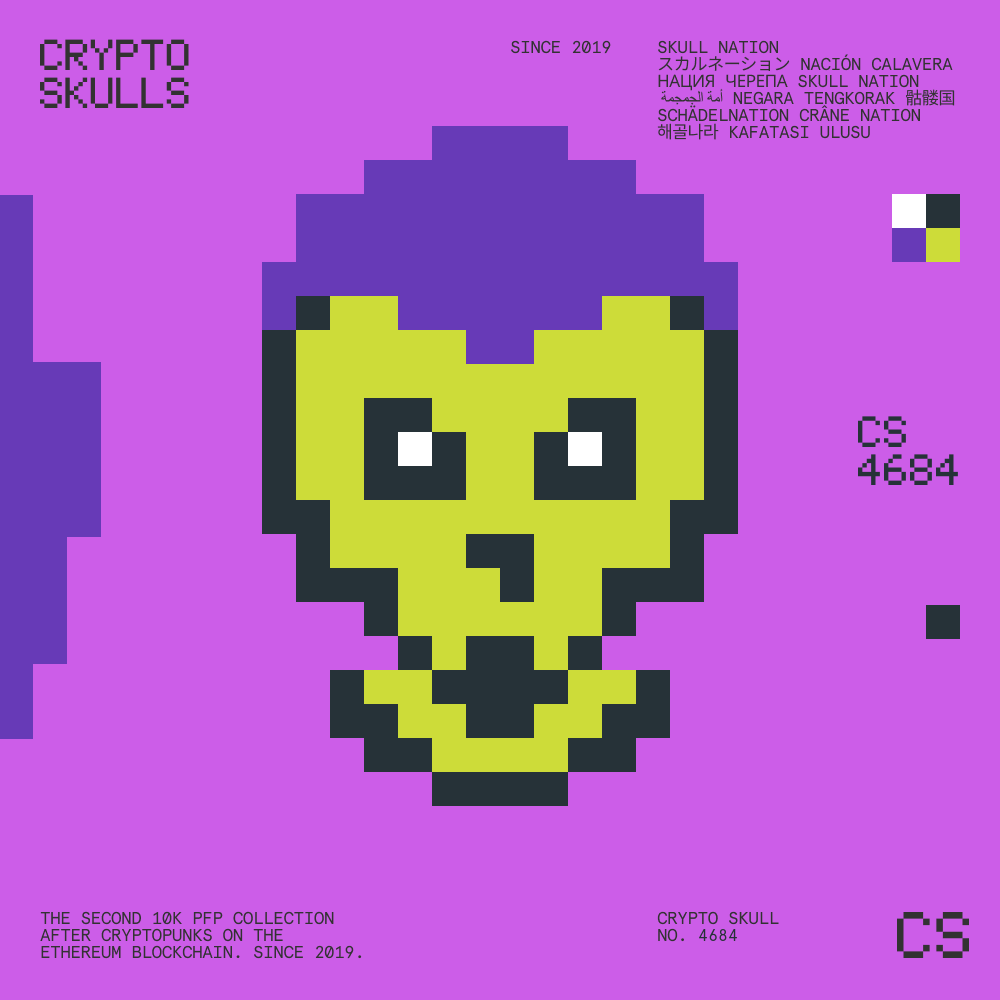 CRYPTO
SKULLS
SINCE 2019
SKULL NATION
スカルネーション NACIÓN CALAVERA
НАЦИЯ ЧЕРЕПА SKULL NATION
أمة الجمجمة NEGARA TENGKORAK 骷髅国
SCHÄDELNATION CRÂNE NATION
해골나라 KAFATASI ULUSU
CS
4684
THE SECOND 10K PFP COLLECTION
AFTER CRYPTOPUNKS ON THE
ETHEREUM BLOCKCHAIN. SINCE 2019.
CRYPTO SKULL
NO. 4684
CS